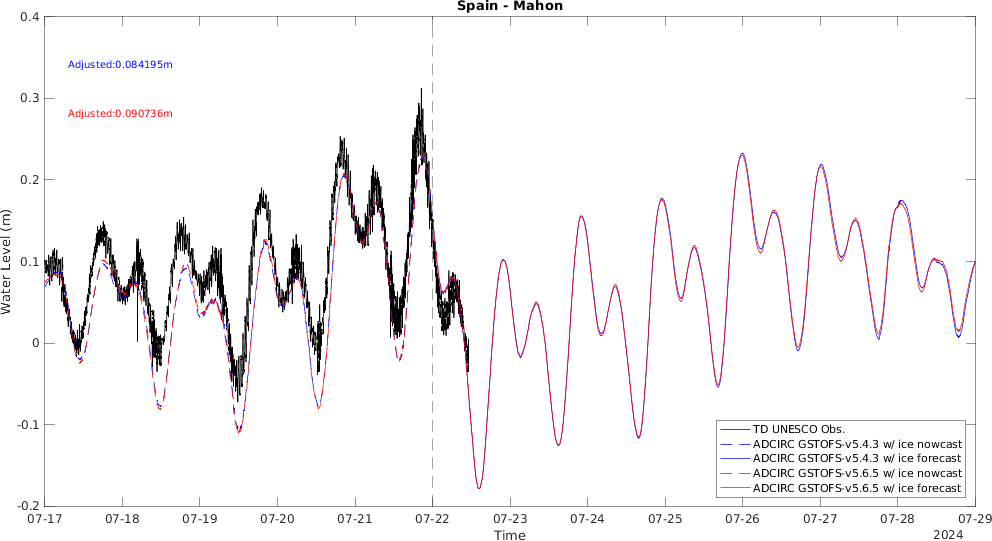 Spain - Mahon
0.4
0.3
0.2
0.1
0
-0.1
-0.2
Water Level (m)
Adjusted:0.084195m
Adjusted:0.090736m
TD UNESCO Obs.
ADCIRC GSTOFS-v5.4.3 w/ ice nowcast
ADCIRC GSTOFS-v5.4.3 w/ ice forecast
ADCIRC GSTOFS-v5.6.5 w/ ice nowcast
ADCIRC GSTOFS-v5.6.5 w/ ice forecast
07-17 07-18 07-19 07-20 07-21 07-22 07-23 07-24 07-25 07-26 07-27 07-28 07-29
Time
2024